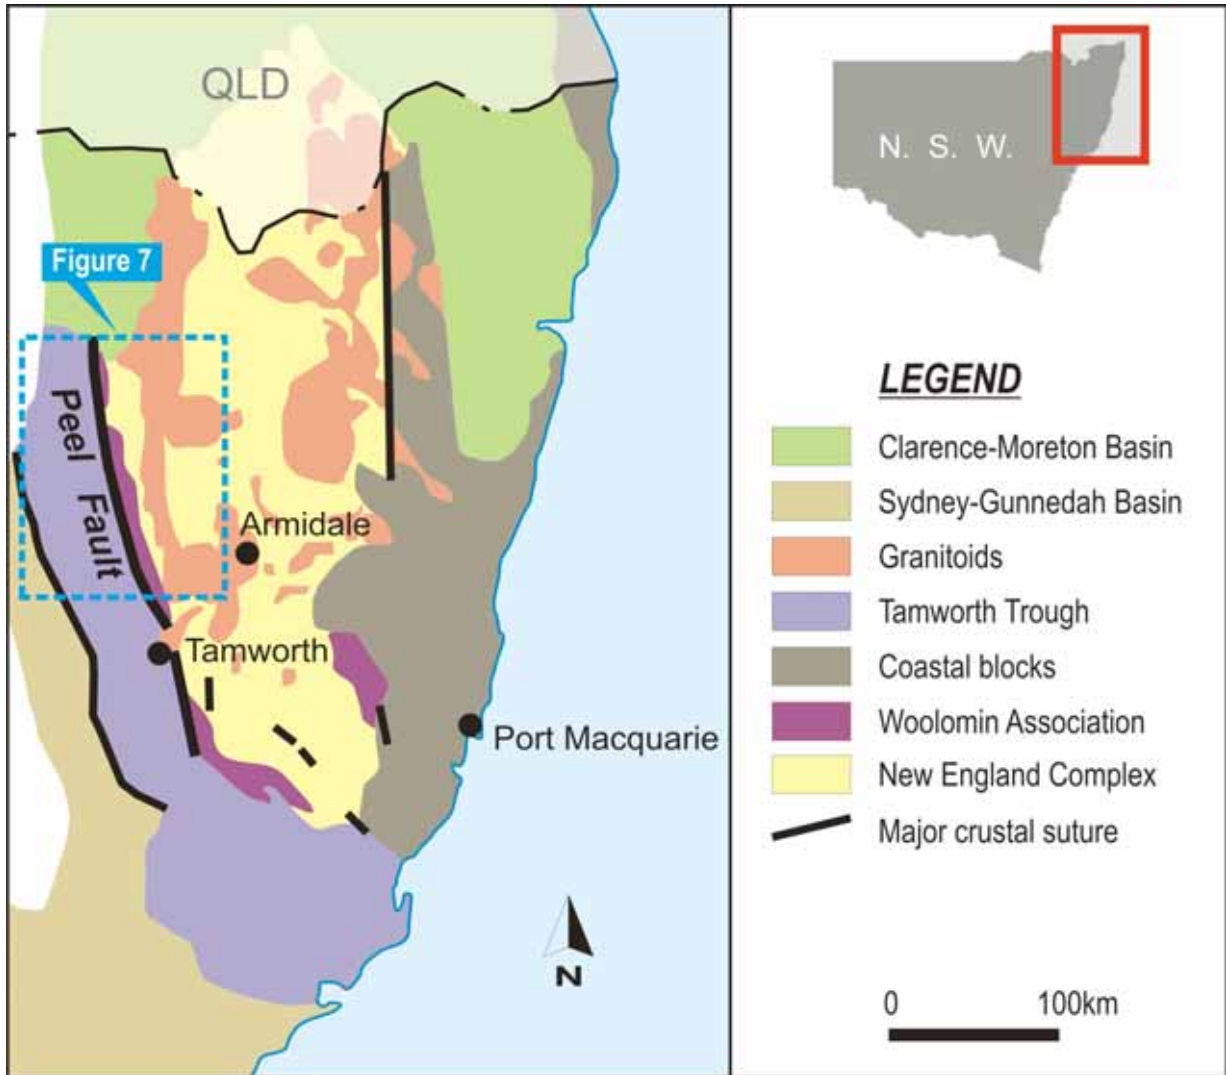 QLD
Figure 7
Peel Fault
Armidale
Tamworth
Port Macquarie
N
N. S. W.
LEGEND
Clarence-Moreton Basin
Sydney-Gunnedah Basin
Granitoids
Tamworth Trough
Coastal blocks
Woolomin Association
New England Complex
Major crustal suture
0 100km